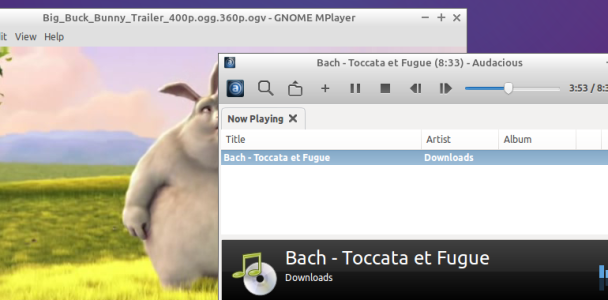 Big_Buck_Bunny_Trailer_400p.ogg.360p.ogv - GNOME MPlayer
View Help
Bach - Toccata et Fugue (8:33) - Audacious
3:53 / 8:3
Now Playing
Title Artist Album
Bach - Toccata et Fugue Downloads
Bach - Toccata et Fugue
Downloads